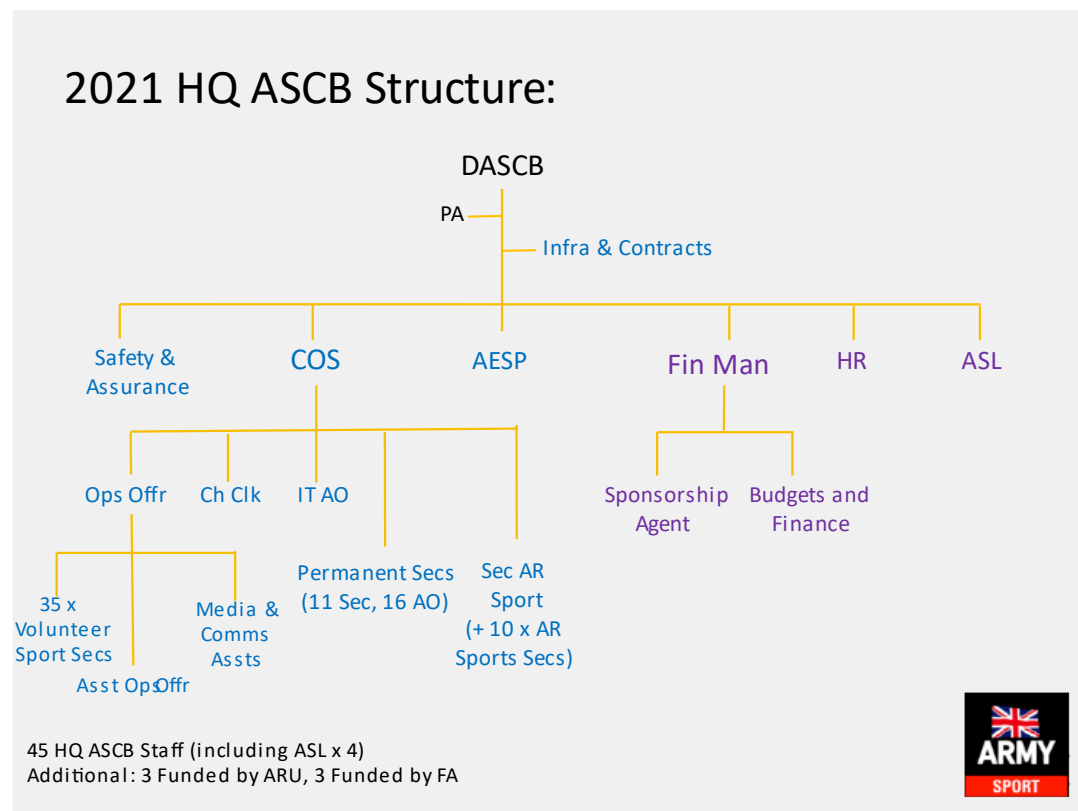 2021 HQ ASCB Structure:
DASCB
PA
Infra & Contracts
Safety &
Assurance
COS
AESP
Fin Man
HR
ASL
Ops Offr
Ch Clk
IT AO
Permanent Secs
(11 Sec, 16 AO)
Sec AR
Sport
(+ 10 x AR
Sports Secs)
Sponsorship
Agent
Budgets and
Finance
35 x
Volunteer
Sport Secs
Asst Ops Offr
Media &
Comms
Assts
45 HQ ASCB Staff (including ASL x 4)
Additional: 3 Funded by ARU, 3 Funded by FA
ARMY
SPORT